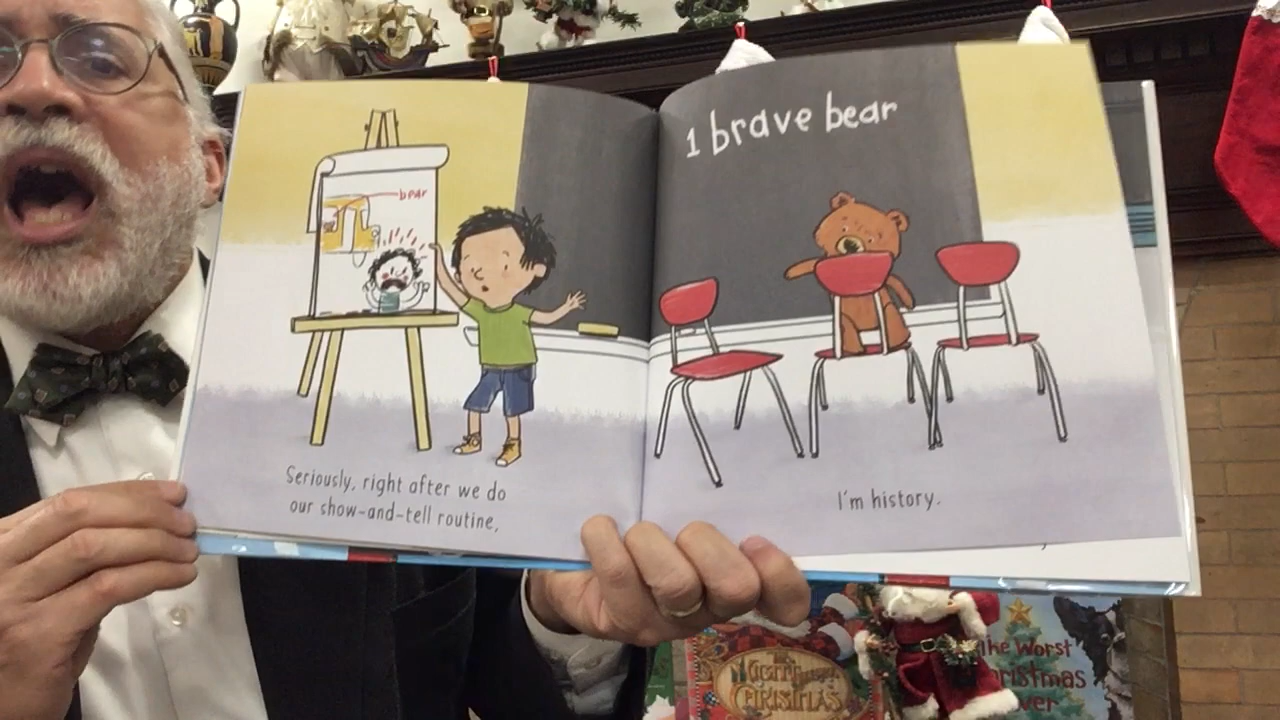 bear
Seriously, right after we do
our show-and-tell routine,
1 brave bear
I'm history.
CHRISTMAS
The Worst
Christmas
Ever